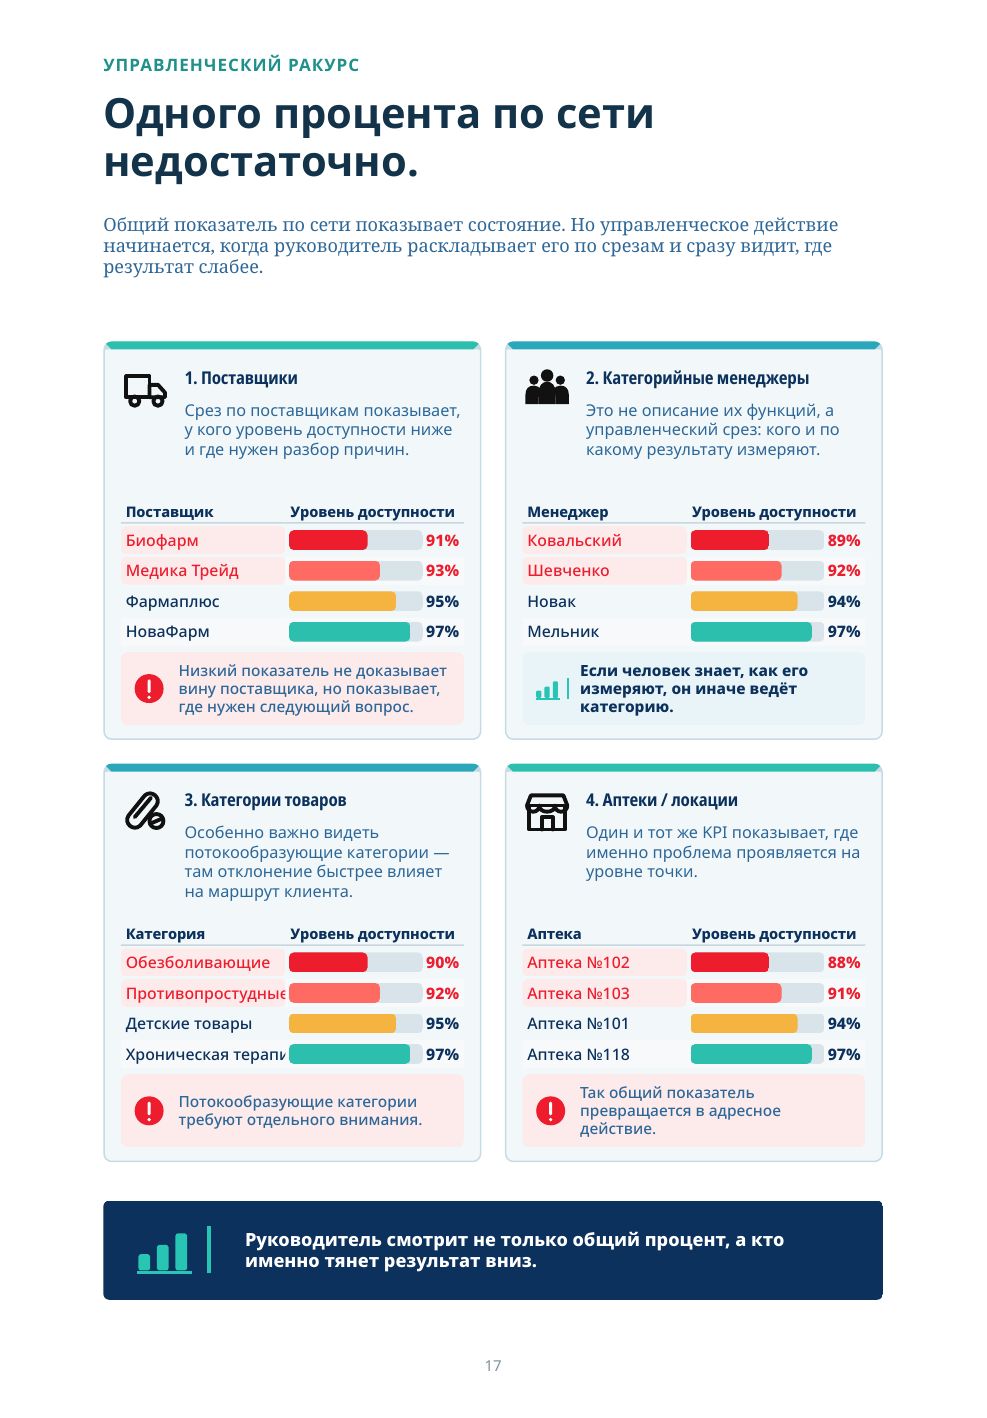 УПРАВЛЕНЧЕСКИЙ РАКУРС
Одного процента по сети
недостаточно.
Общий показатель по сети показывает состояние. Но управленческое действие
начинается, когда руководитель раскладывает его по срезам и сразу видит, где
результат слабее.
1. Поставщики
Срез по поставщикам показывает,
у кого уровень доступности ниже
и где нужен разбор причин.
Поставщик Уровень доступности
Биофарм 91%
Медика Трейд 93%
Фармаплюс 95%
НоваФарм 97%
Низкий показатель не доказывает
вину поставщика, но показывает,
где нужен следующий вопрос.
2. Категорийные менеджеры
Это не описание их функций, а
управленческий срез: кого и по
какому результату измеряют.
Менеджер Уровень доступности
Ковальский 89%
Шевченко 92%
Новак 94%
Мельник 97%
Если человек знает, как его
измеряют, он иначе ведёт
категорию.
3. Категории товаров
Особенно важно видеть
потокообразующие категории —
там отклонение быстрее влияет
на маршрут клиента.
Категория Уровень доступности
Обезболивающие 90%
Противопростудные 92%
Детские товары 95%
Хроническая терапи 97%
Потокообразующие категории
требуют отдельного внимания.
4. Аптеки / локации
Один и тот же KPI показывает, где
именно проблема проявляется на
уровне точки.
Аптека Уровень доступности
Аптека №102 88%
Аптека №103 91%
Аптека №101 94%
Аптека №118 97%
Так общий показатель
превращается в адресное
действие.
Руководитель смотрит не только общий процент, а кто
именно тянет результат вниз.
17